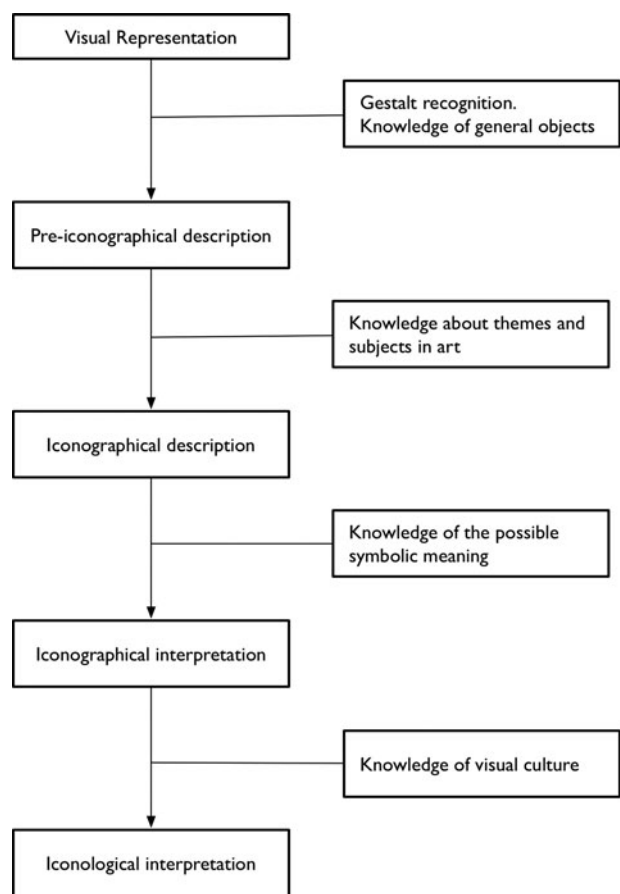 Visual Representation
Gestalt recognition.
Knowledge of general objects
Pre-iconographical description
Knowledge about themes and
subjects in art
Iconographical description
Knowledge of the possible
symbolic meaning
Iconographical interpretation
Knowledge of visual culture
Iconological interpretation